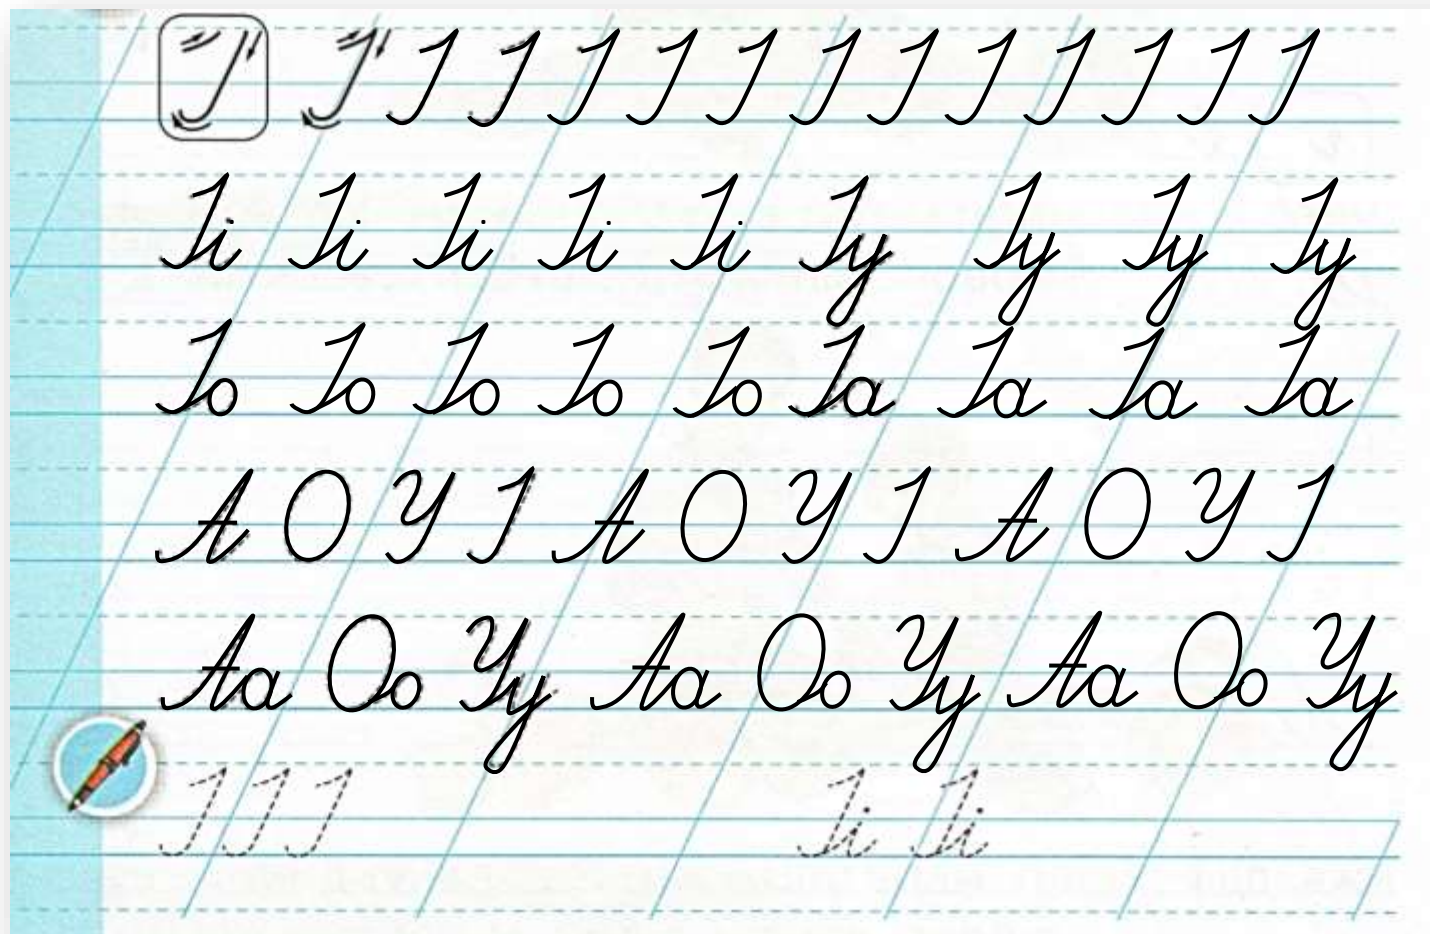 І І І І І І І І І І І І І І
Іі Іі Іі Іі Іі Іу Іу Іу Іу
Іо Іо Іо Іо Іо Іа Іа Іа Іа
А О У І А О У І А О У І
Аа Оо Уу Аа Оо Уу Аа Оо Уу
І І І Іі Іі